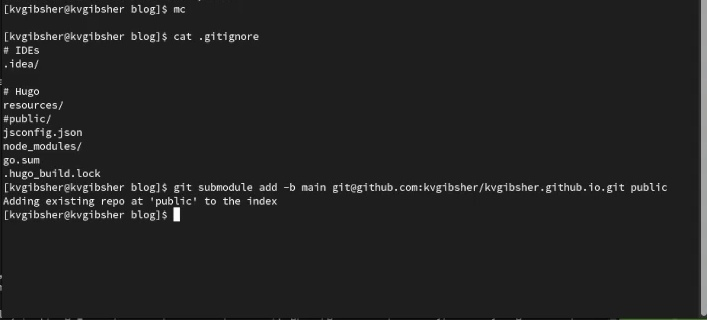 [kvgibsher@kvgibsher blog]$ mc
[kvgibsher@kvgibsher blog]$ cat .gitignore
# IDEs
.idea/
# Hugo
resources/
#public/
jsconfig.json
node_modules/
go.sum
.hugo_build.lock
[kvgibsher@kvgibsher blog]$ git submodule add -b main git@github.com:kvgibsher/kvgibsher.github.io.git public
Adding existing repo at 'public' to the index
[kvgibsher@kvgibsher blog]$